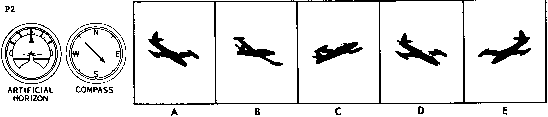 P2
N
W E
S
ARTIFICIAL
HORIZON
COMPASS
A B C D E